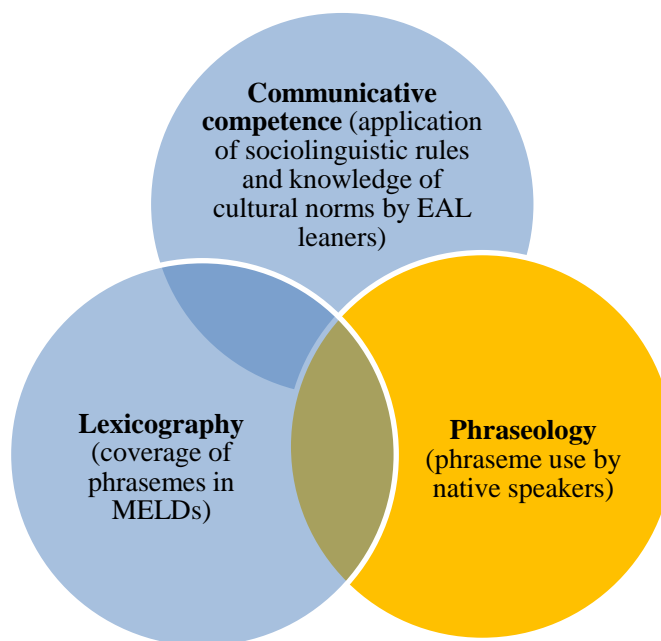 Communicative
competence (application
of sociolinguistic rules
and knowledge of
cultural norms by EAL
leaners)
Lexicography
(coverage of
phrasemes in
MELDs)
Phraseology
(phraseme use by
native speakers)